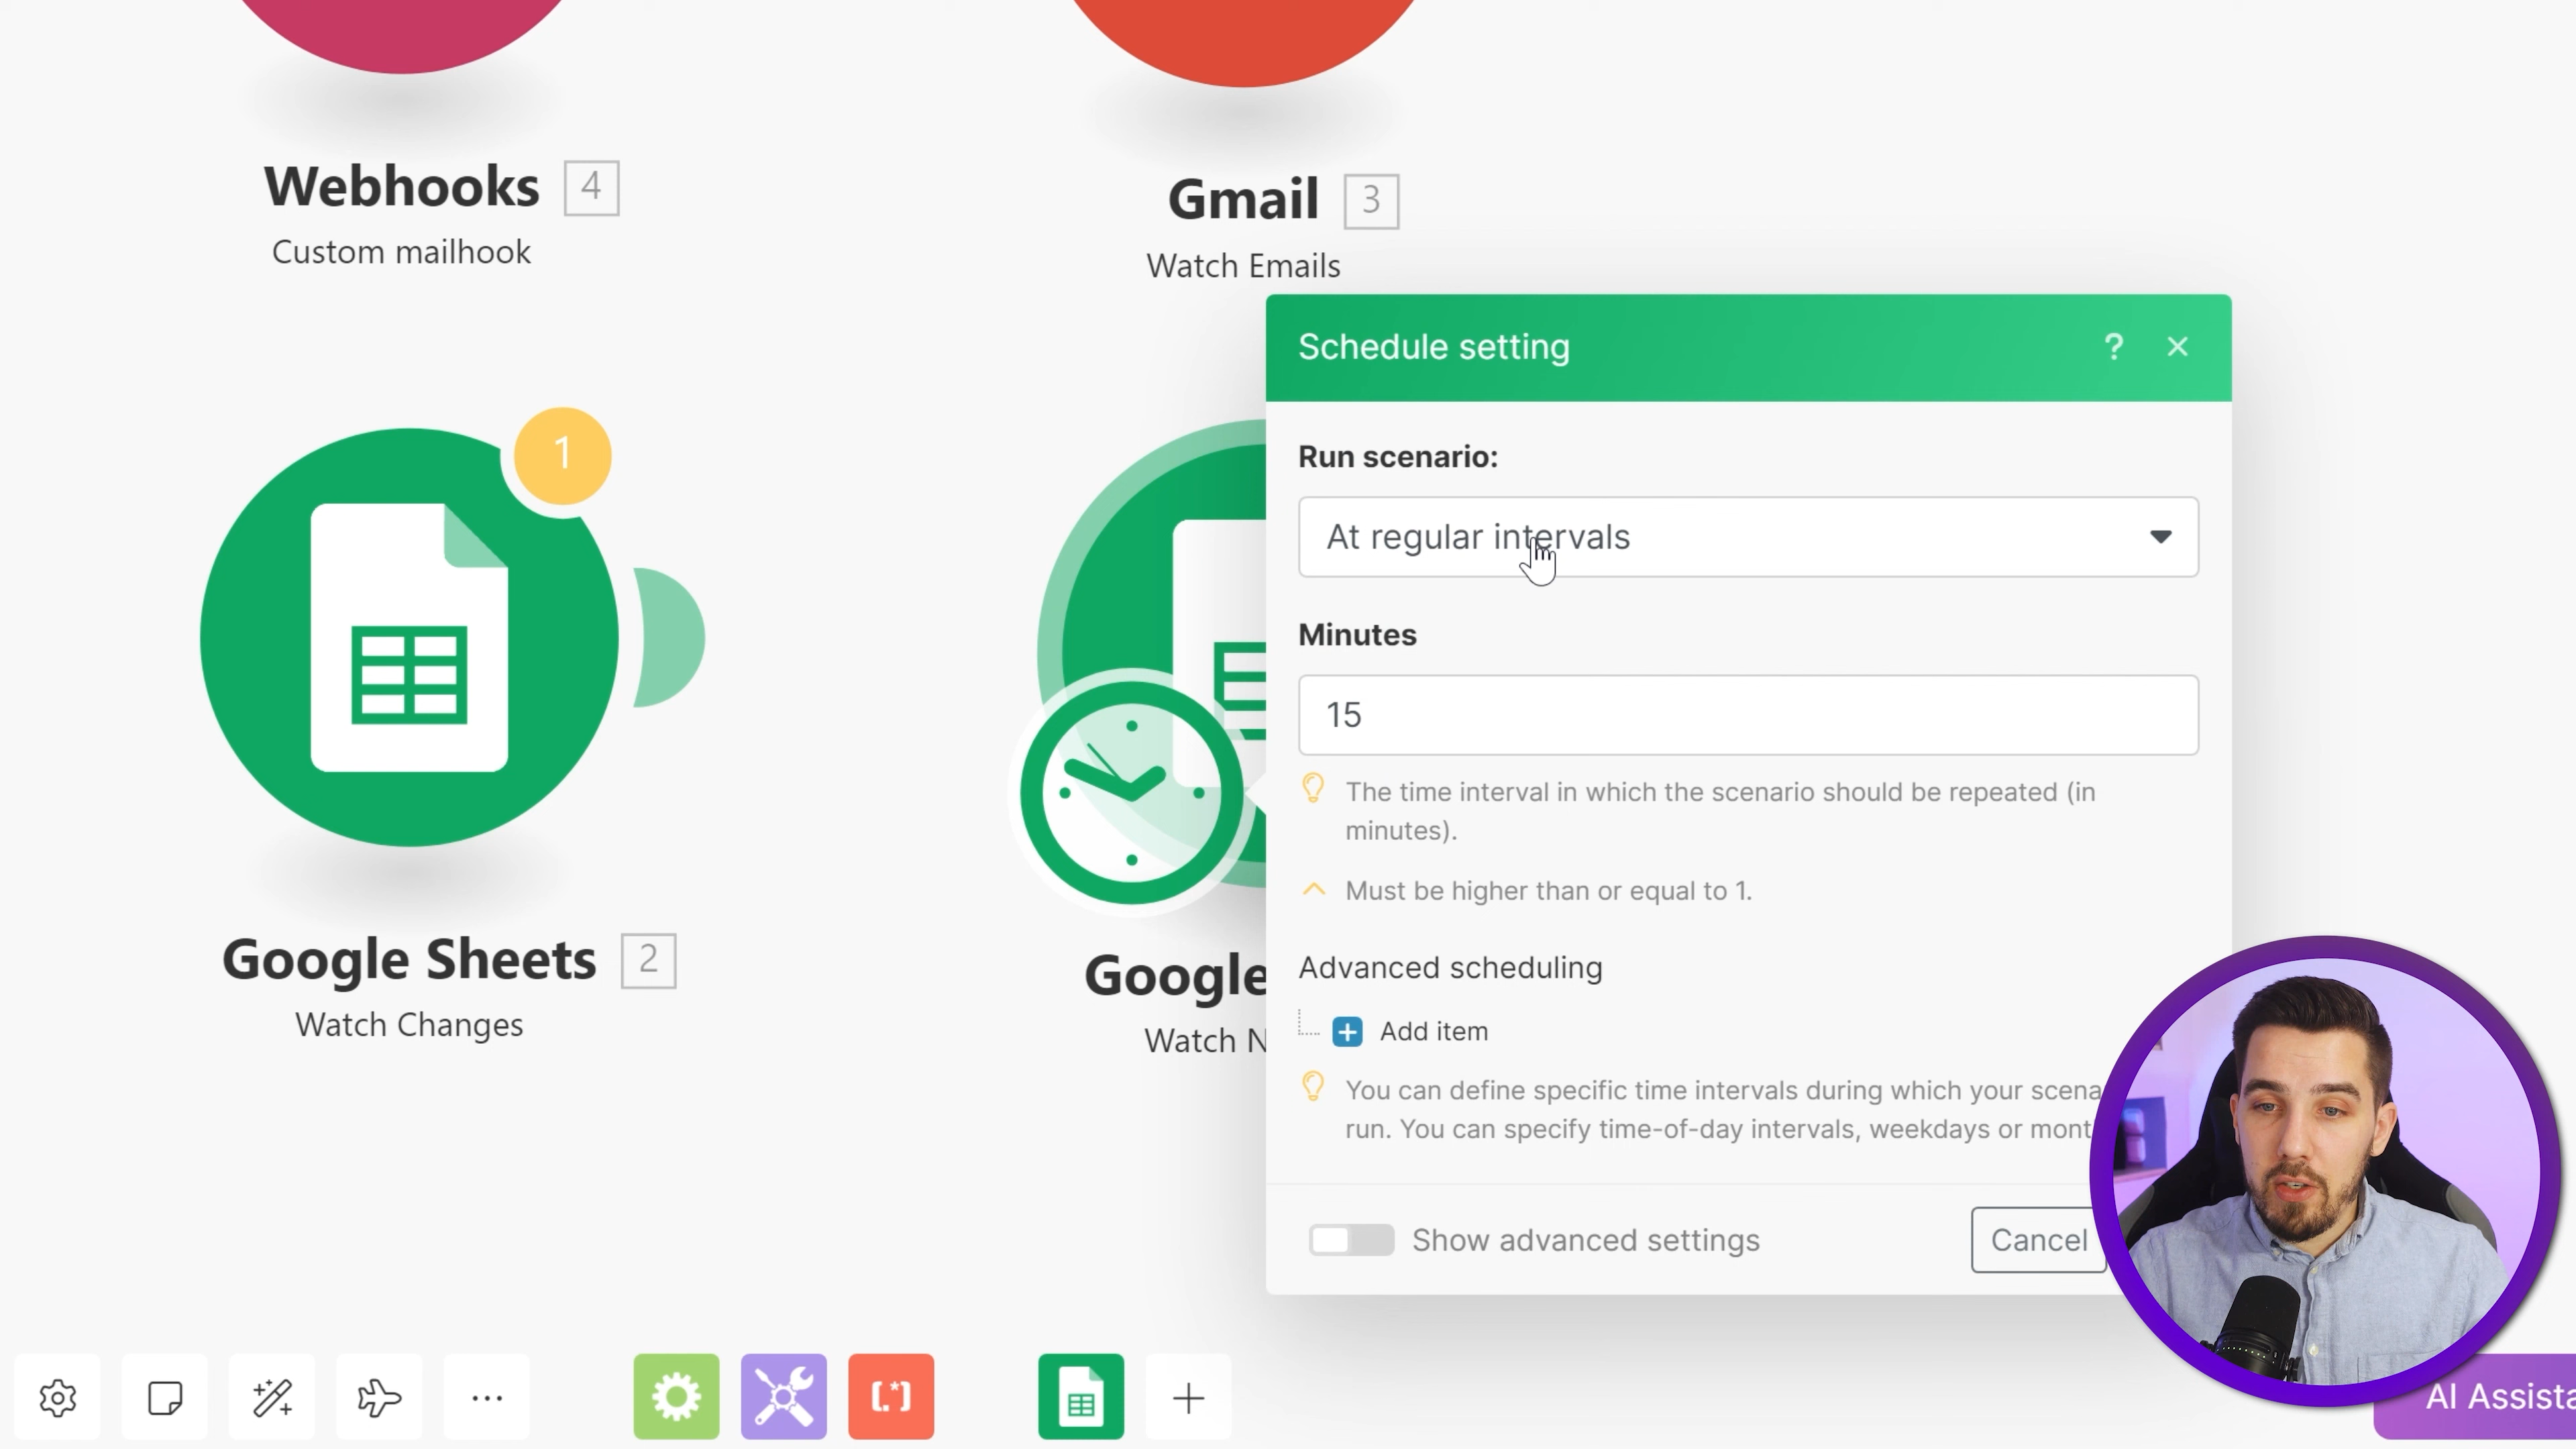 Webhooks 4
Custom mailhook
Gmail 3
Watch Emails
Schedule setting ?
Run scenario:
At regular intervals
1
Minutes
15
The time interval in which the scenario should be repeated (in
minutes).
Must be higher than or equal to 1.
Google Sheets 2
Watch Changes
Google
Watch N
Advanced scheduling
Add item
You can define specific time intervals during which your scena
run. You can specify time-of-day intervals, weekdays or mont
Show advanced settings
Cancel
[.*]
AI Assista